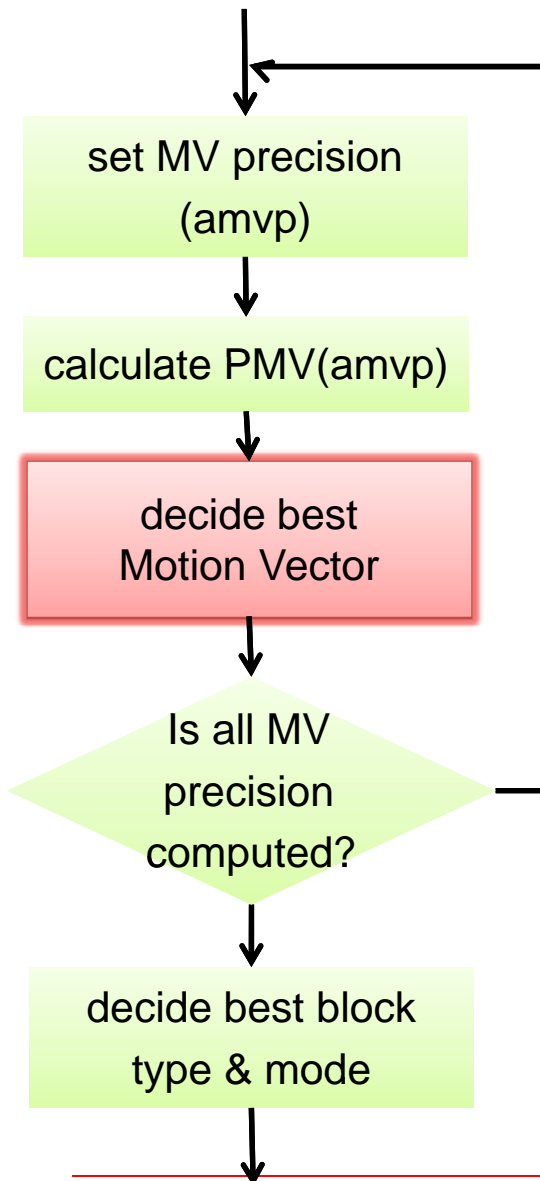 set MV precision
(amvp)
calculate PMV(amvp)
decide best
Motion Vector
Is all MV
precision
computed?
decide best block
type & mode